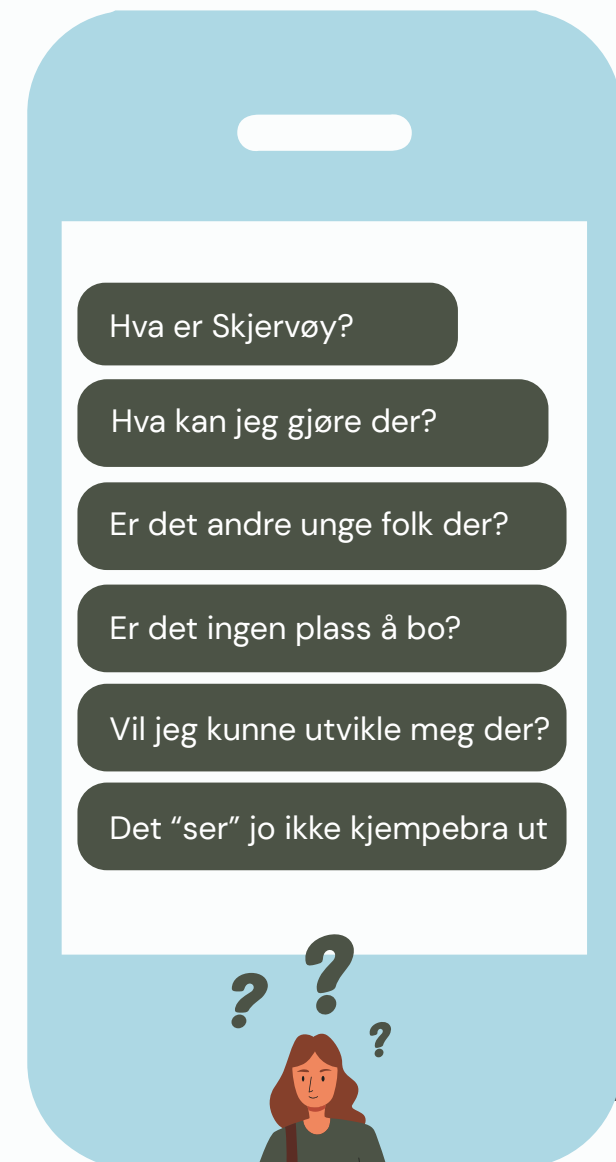 Hva er Skjervøy?
Hva kan jeg gjøre der?
Er det andre unge folk der?
Er det ingen plass å bo?
Vil jeg kunne utvikle meg der?
Det “ser” jo ikke kjempebra ut
? ? ?